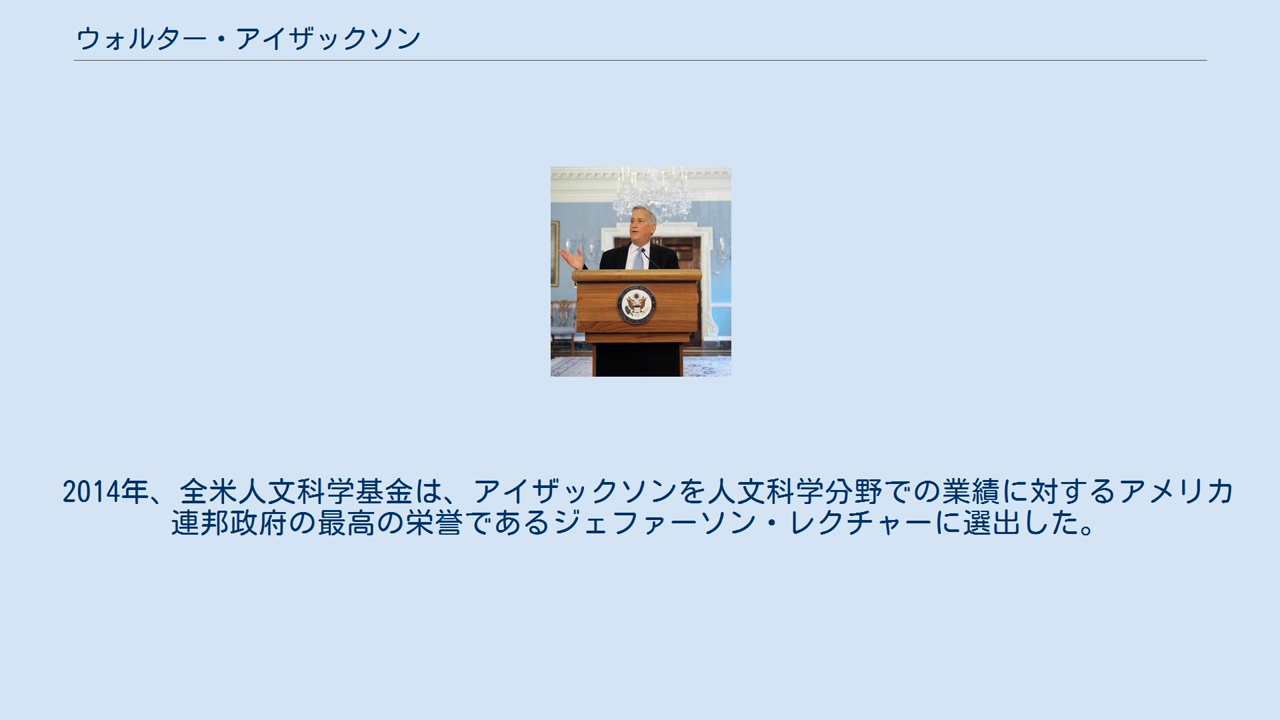 ウォルター・アイザックソン
2014年、全米人文科学基金は、アイザックソンを人文科学分野での業績に対するアメリカ
連邦政府の最高の栄誉であるジェファーソン・レクチャーに選出した。